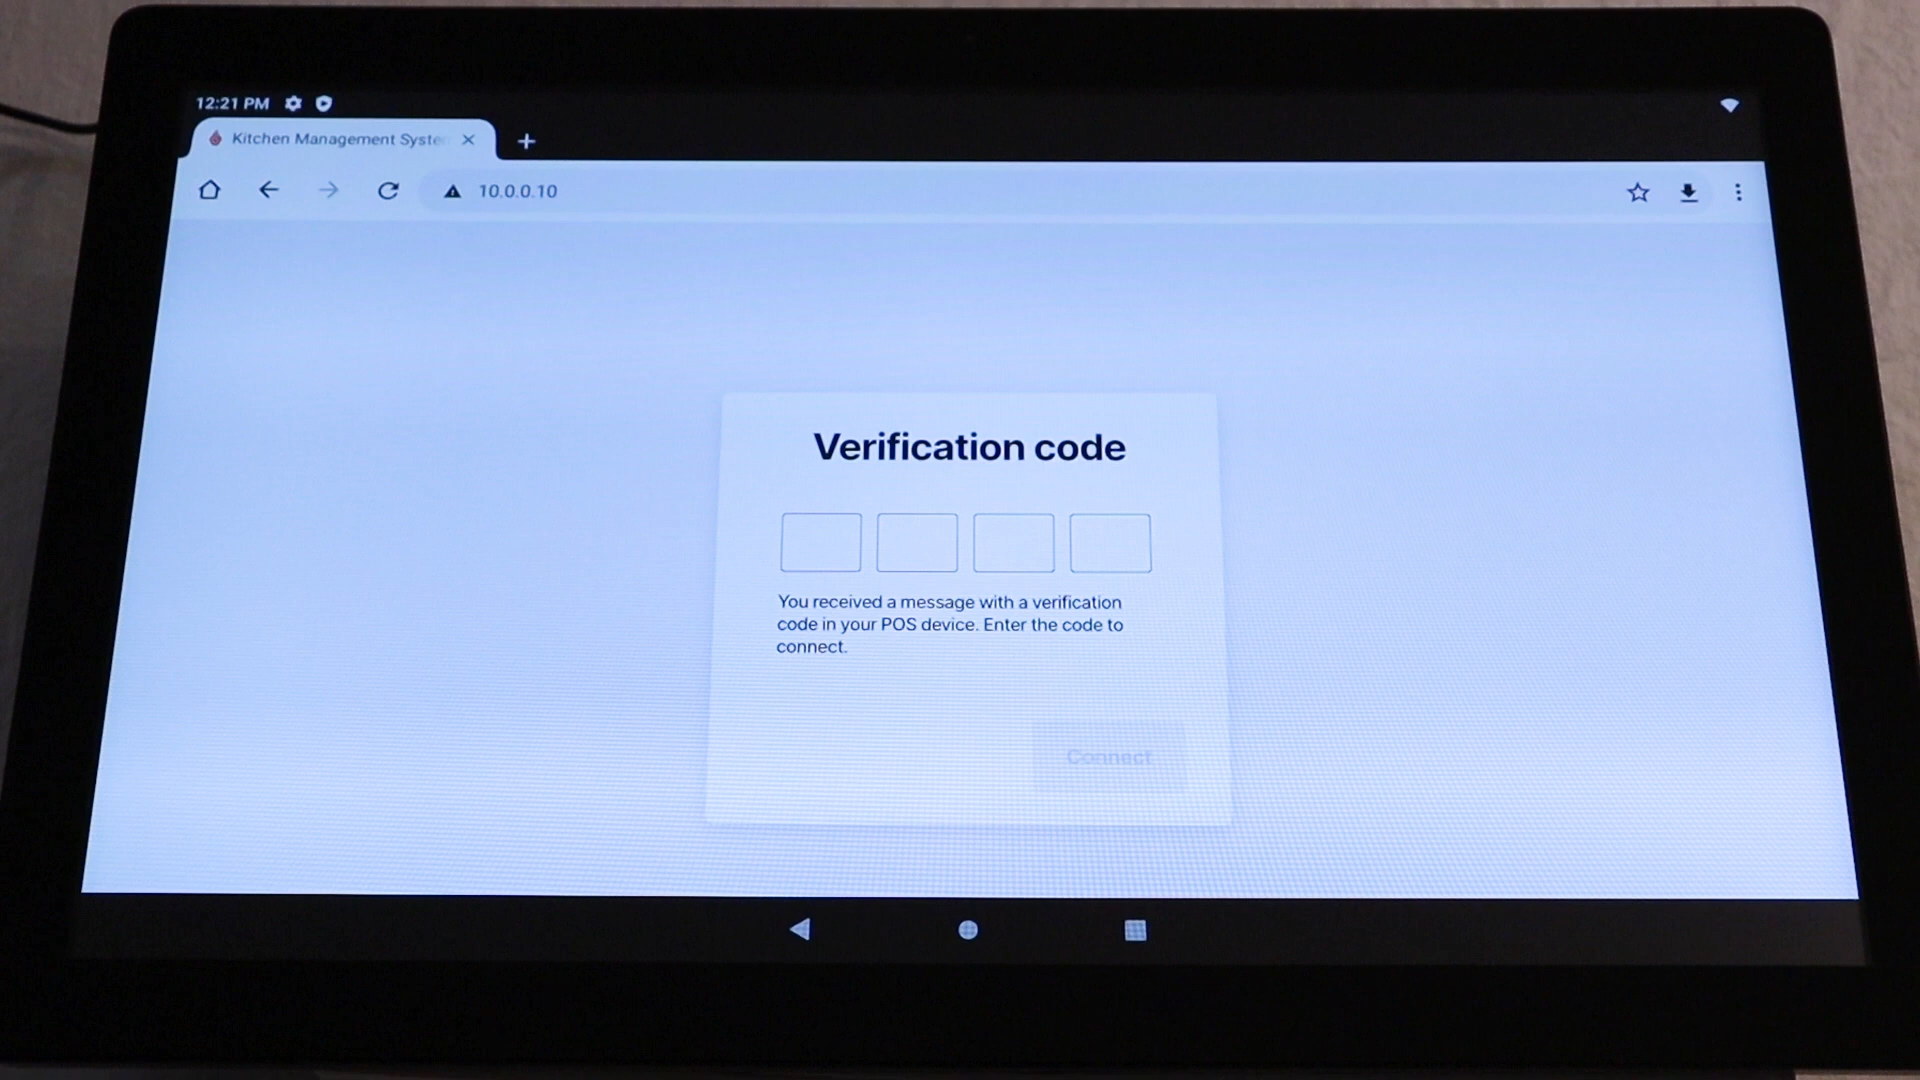 12:21 PM
Kitchen Management Syste
10.0.0.10
Verification code
You received a message with a verification
code in your POS device. Enter the code to
connect.
Connect